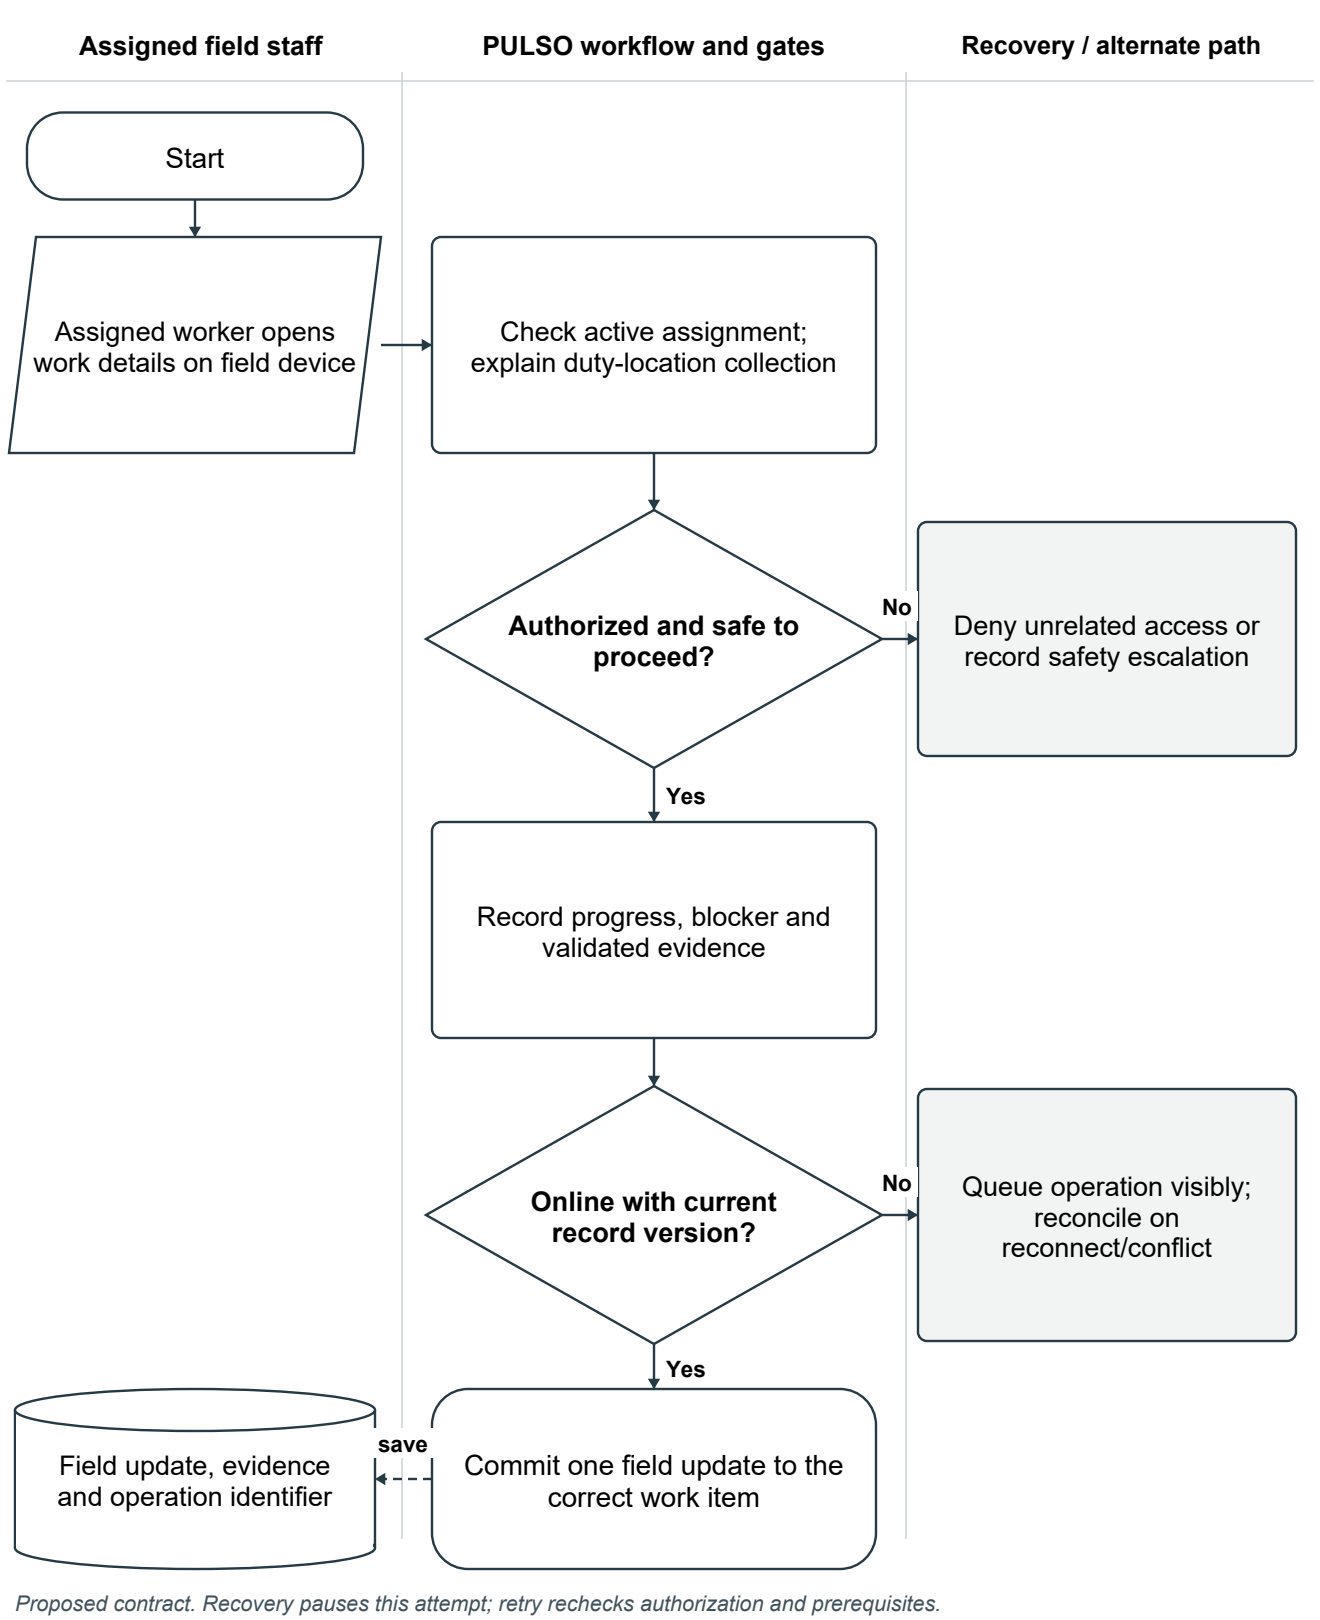 Assigned field staff
PULSO workflow and gates
Recovery / alternate path
Start
Assigned worker opens
work details on field device
Check active assignment;
explain duty-location collection
Authorized and safe to
proceed?
No
Deny unrelated access or
record safety escalation
Yes
Record progress, blocker and
validated evidence
Online with current
record version?
No
Queue operation visibly;
reconcile on
reconnect/conflict
Yes
Commit one field update to the
correct work item
save
Field update, evidence
and operation identifier
Proposed contract. Recovery pauses this attempt; retry rechecks authorization and prerequisites.